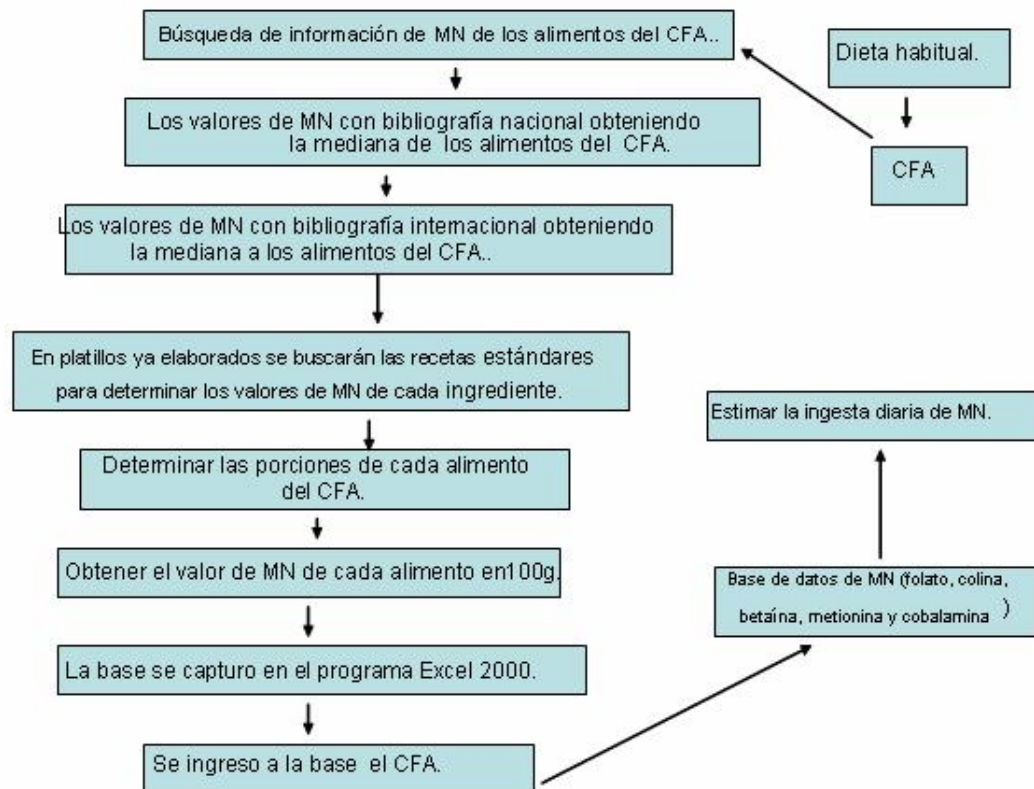 Búsqueda de información de MN de los alimentos del CFA..
Dieta habitual.
CFA
Los valores de MN con bibliografía nacional obteniendo
la mediana de los alimentos del CFA.
Los valores de MN con bibliografía internacional obteniendo
la mediana a los alimentos del CFA..
En platillos ya elaborados se buscarán las recetas estándares
para determinar los valores de MN de cada ingrediente.
Determinar las porciones de cada alimento
del CFA.
Obtener el valor de MN de cada alimento en100g.
La base se capturo en el programa Excel 2000.
Se ingreso a la base el CFA.
Base de datos de MN (folato, colina,
betaína, metionina y cobalamina )
Estimar la ingesta diaria de MN.